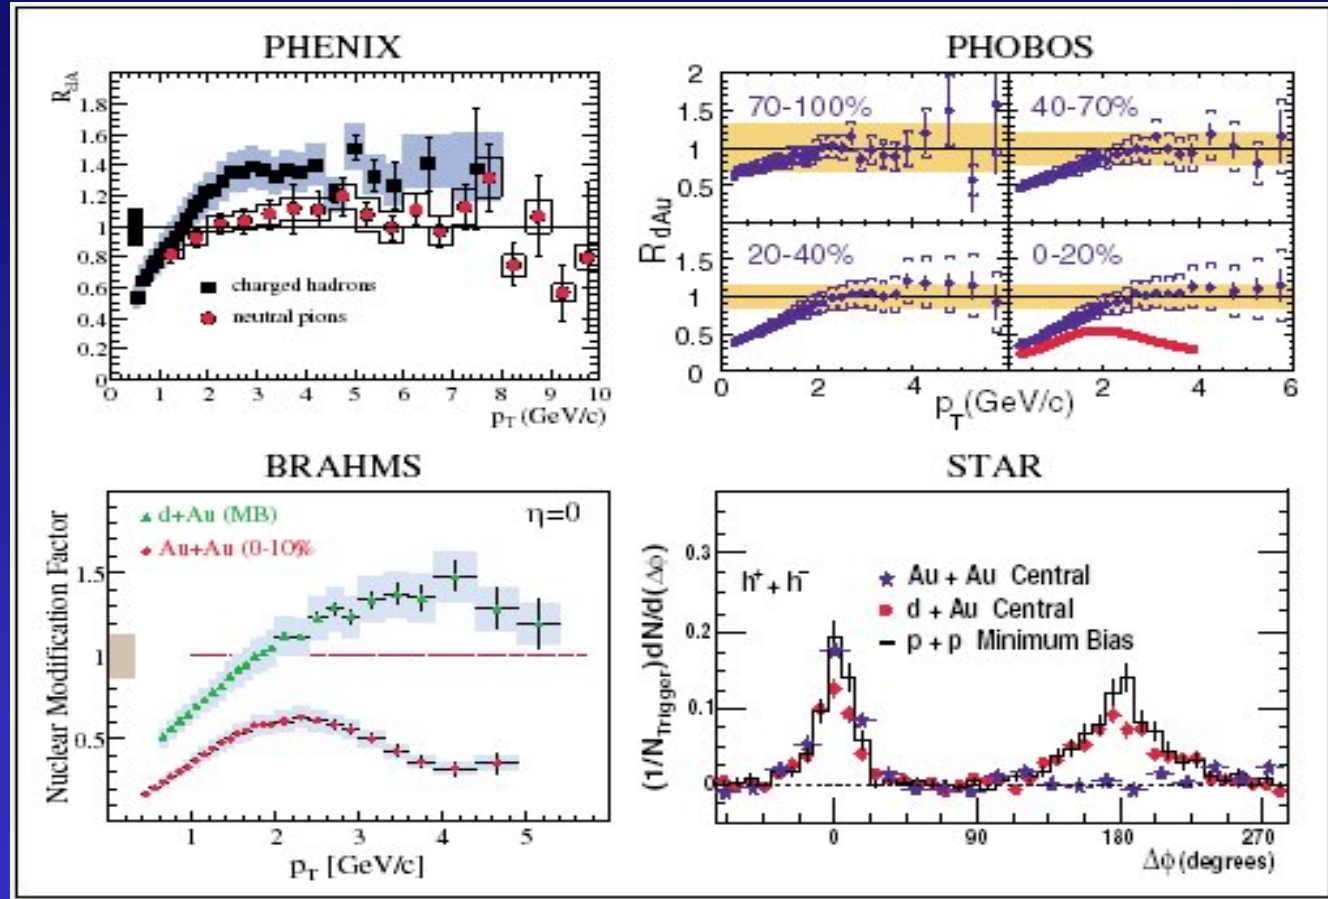 PHENIX
R_dA
1.8
1.6
1.4
1.2
1
0.8
0.6
0.4
0.2
0
charged hadrons
neutral pions
0 1 2 3 4 5 6 7 8 9 10
p_T (GeV/c)
PHOBOS
R_dAu
2
1.5
1
0.5
1.5
1
0.5
0
70-100%
40-70%
20-40%
0-20%
2 4 2 4 6
p_T(GeV/c)
BRAHMS
Nuclear Modification Factor
1.5
1
0.5
d+Au (MB)
Au+Au (0-10%
η=0
1 2 3 4 5
p_T [GeV/c]
STAR
(1/N_Trigger)dN/d(Δϕ)
0.3
0.2
0.1
0
h⁺ + h⁻
Au + Au Central
d + Au Central
p + p Minimum Bias
0 90 180 270
Δϕ (degrees)